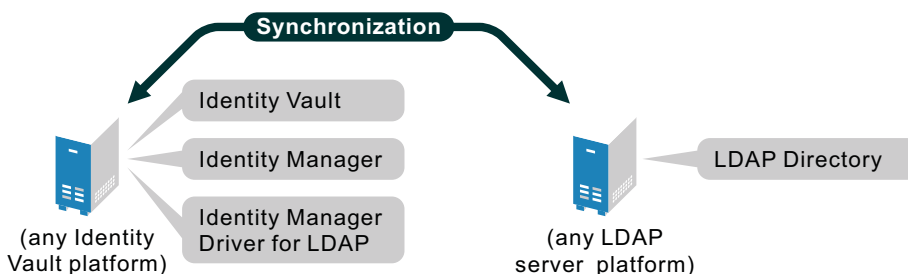 Synchronization
Identity Vault
Identity Manager
Identity Manager
Driver for LDAP
(any Identity
Vault platform)
LDAP Directory
(any LDAP
server platform)